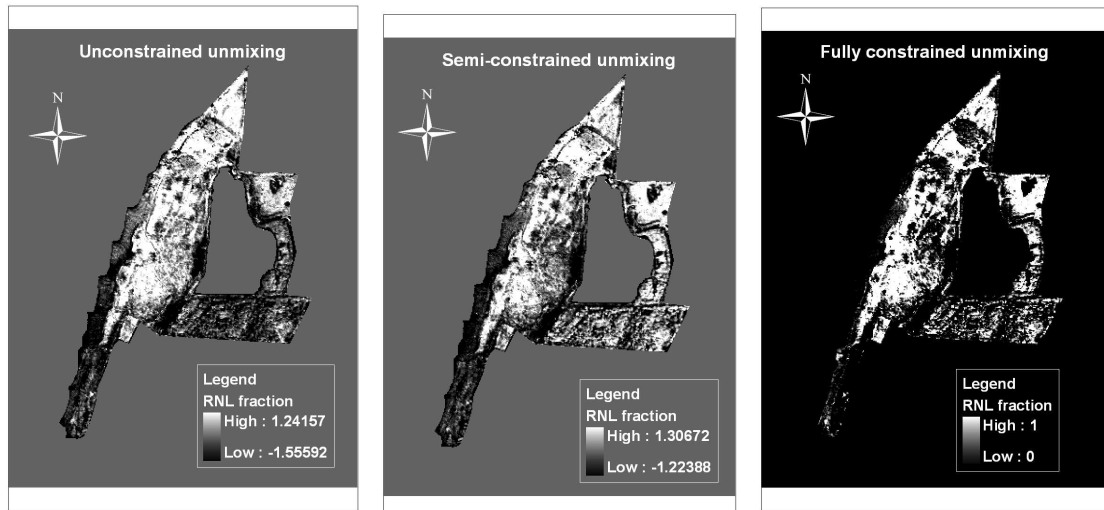 Unconstrained unmixing
N
Legend
RNL fraction
High : 1.24157
Low : -1.55592
Semi-constrained unmixing
N
Legend
RNL fraction
High : 1.30672
Low : -1.22388
Fully constrained unmixing
N
Legend
RNL fraction
High : 1
Low : 0